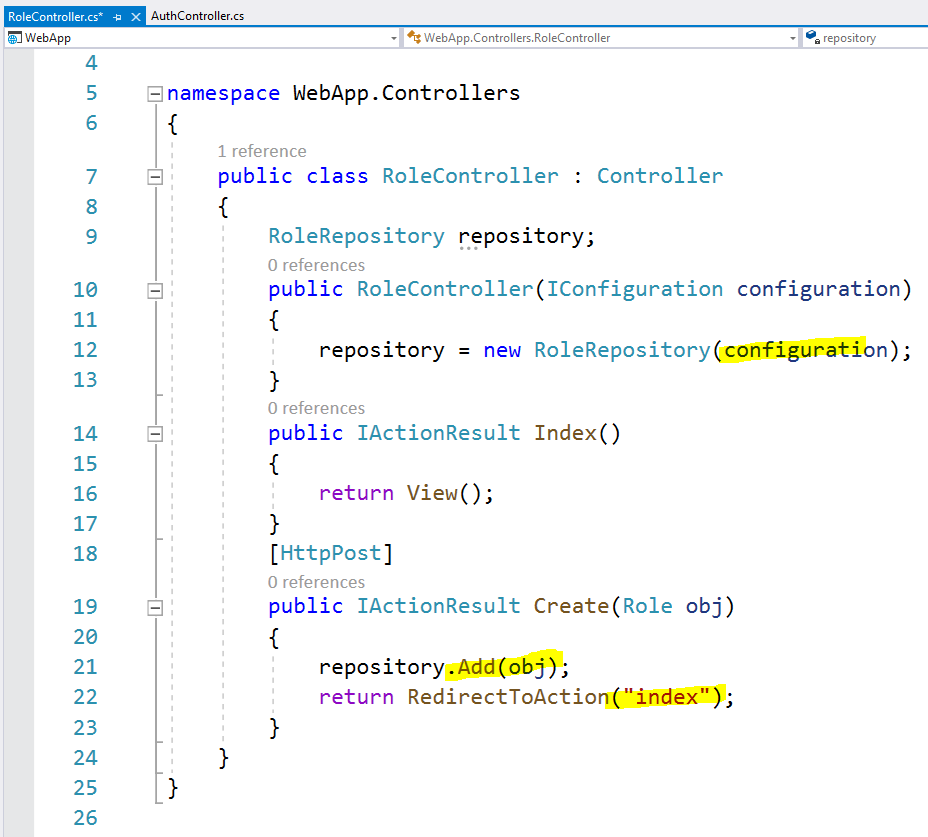 RoleController.cs* AuthController.cs
WebApp WebApp.Controllers.RoleController repository
4
5 namespace WebApp.Controllers
6 {
1 reference
7 public class RoleController : Controller
8 {
9 RoleRepository repository;
0 references
10 public RoleController(IConfiguration configuration)
11 {
12 repository = new RoleRepository(configuration);
13 }
0 references
14 public IActionResult Index()
15 {
16 return View();
17 }
18 [HttpPost]
0 references
19 public IActionResult Create(Role obj)
20 {
21 repository.Add(obj);
22 return RedirectToAction("index");
23 }
24 }
25 }
26